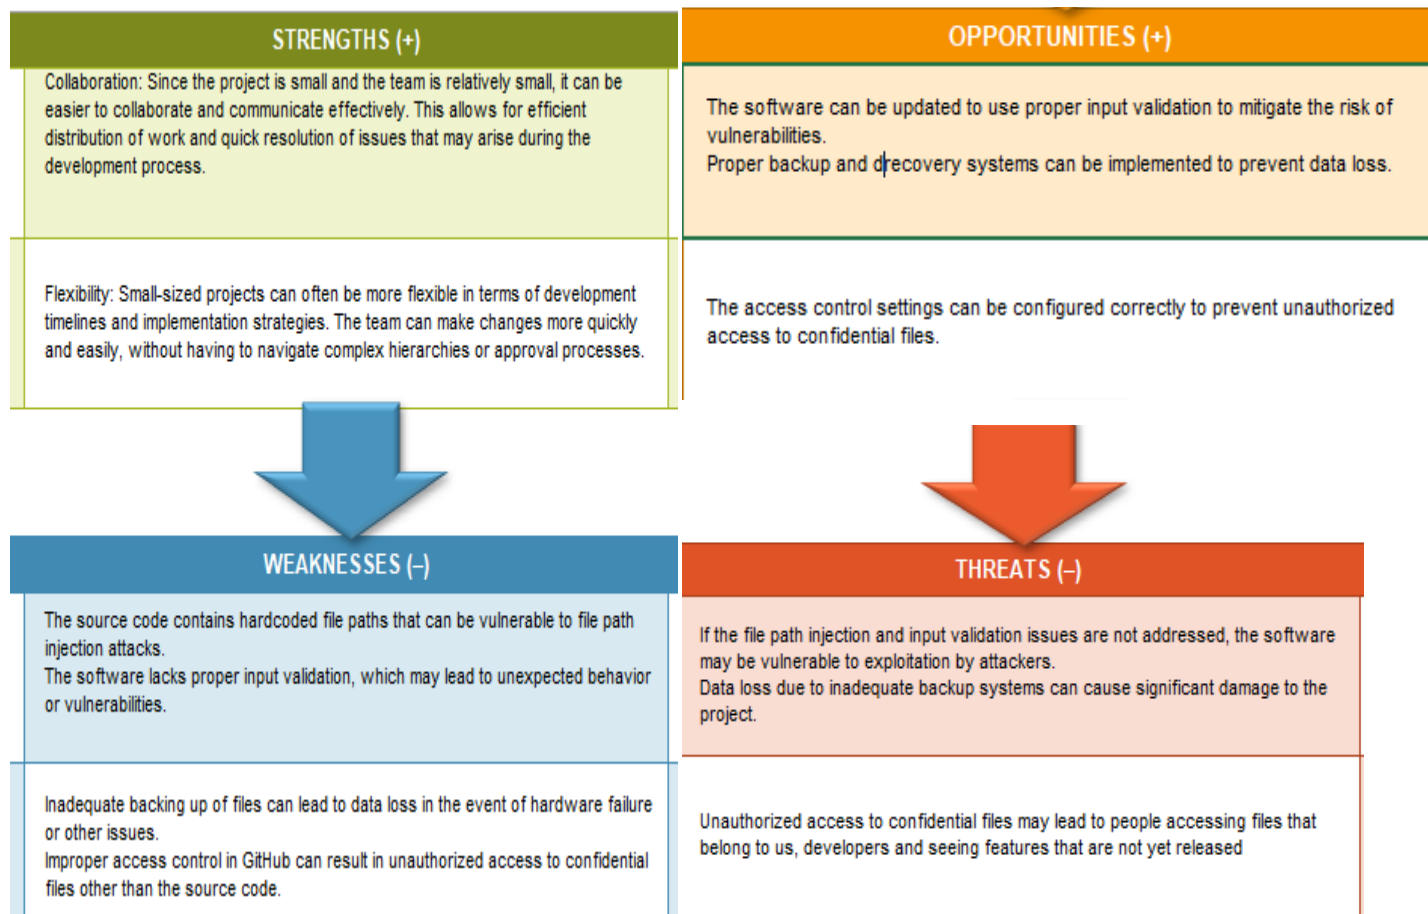 STRENGTHS (+)
Collaboration: Since the project is small and the team is relatively small, it can be
easier to collaborate and communicate effectively. This allows for efficient
distribution of work and quick resolution of issues that may arise during the
development process.
Flexibility: Small-sized projects can often be more flexible in terms of development
timelines and implementation strategies. The team can make changes more quickly
and easily, without having to navigate complex hierarchies or approval processes.
OPPORTUNITIES (+)
The software can be updated to use proper input validation to mitigate the risk of
vulnerabilities.
Proper backup and drecovery systems can be implemented to prevent data loss.
The access control settings can be configured correctly to prevent unauthorized
access to confidential files.
WEAKNESSES (–)
The source code contains hardcoded file paths that can be vulnerable to file path
injection attacks.
The software lacks proper input validation, which may lead to unexpected behavior
or vulnerabilities.
Inadequate backing up of files can lead to data loss in the event of hardware failure
or other issues.
Improper access control in GitHub can result in unauthorized access to confidential
files other than the source code.
THREATS (–)
If the file path injection and input validation issues are not addressed, the software
may be vulnerable to exploitation by attackers.
Data loss due to inadequate backup systems can cause significant damage to the
project.
Unauthorized access to confidential files may lead to people accessing files that
belong to us, developers and seeing features that are not yet released